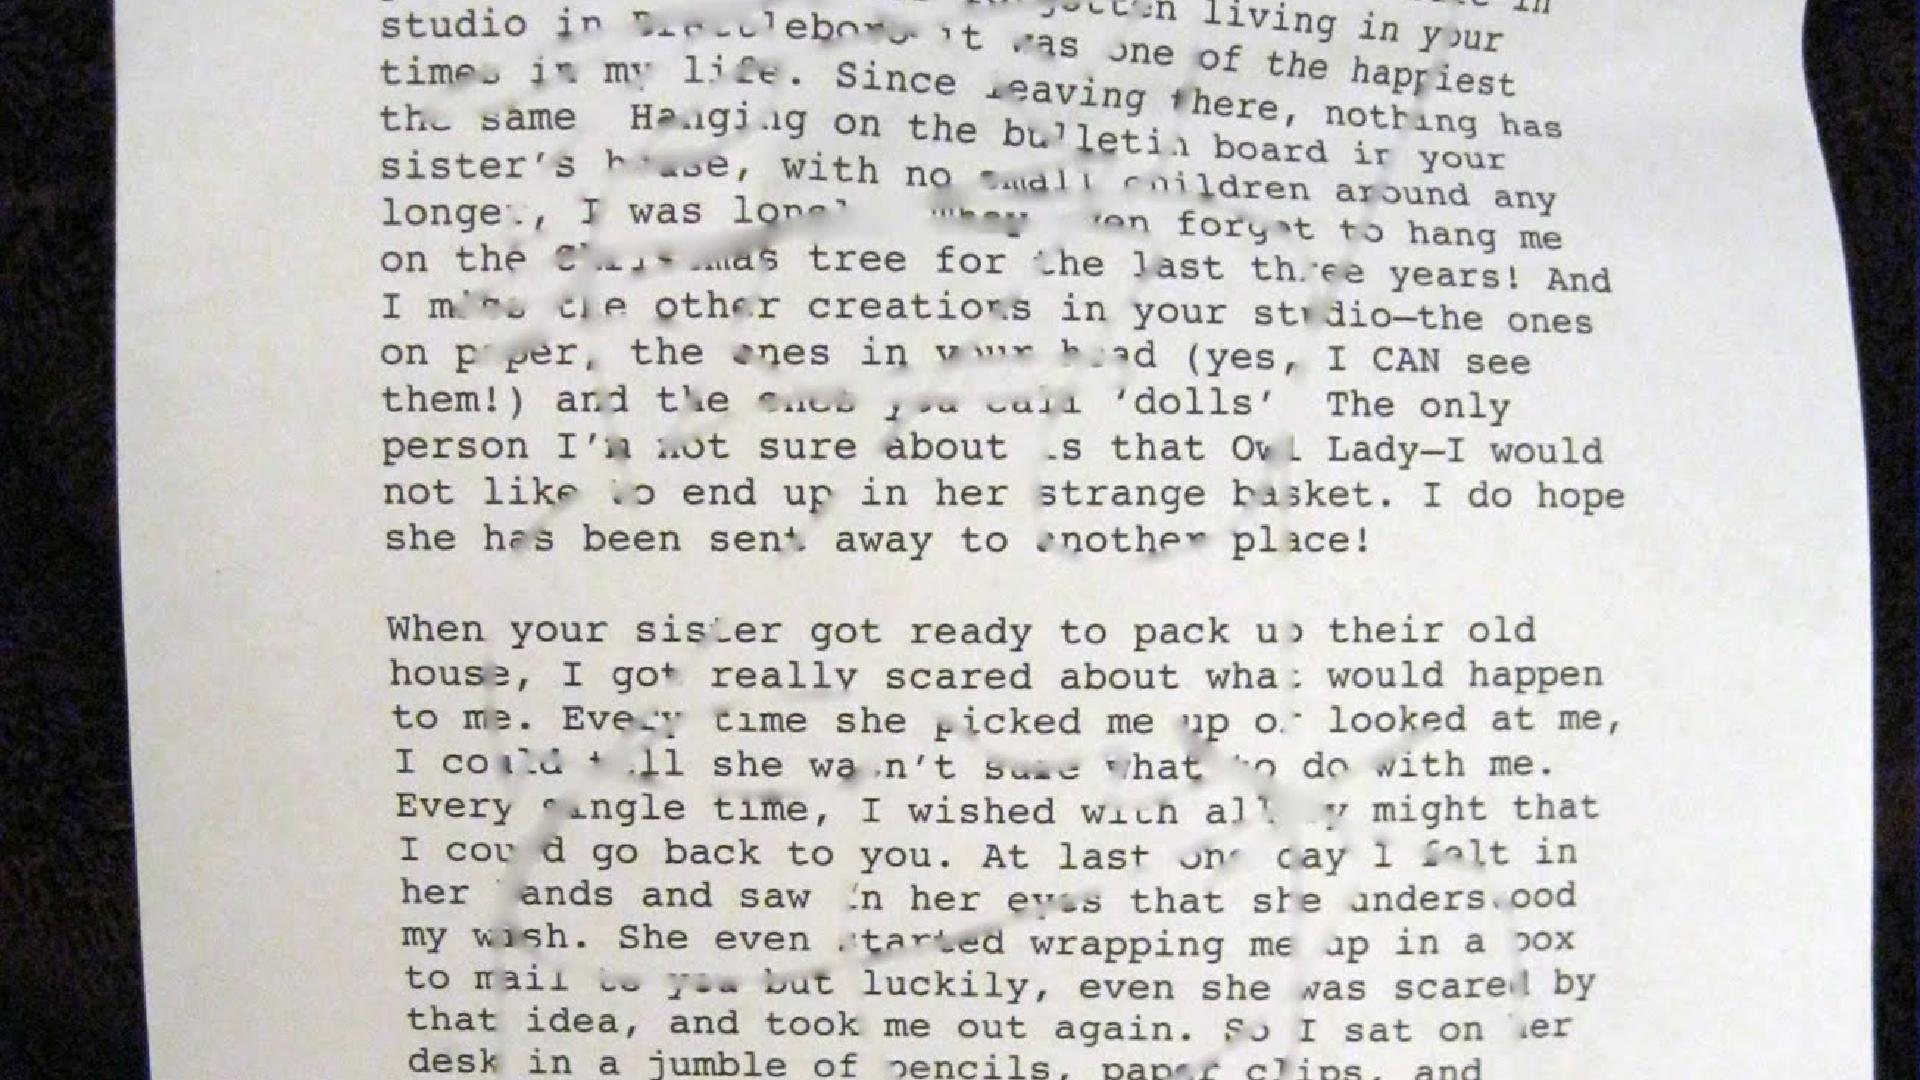 living in your
studio in it was one of the happiest
times in my life. Since leaving there, nothing has
the same Hanging on the bulletin board in your
sister's house, with no small children around any
longer, I was forgot to hang me
on the Christmas tree for the last three years! And
I miss the other creations in your studio—the ones
on paper, the ones in your head (yes, I CAN see
them!) and the ones you call 'dolls' The only
person I'm not sure about is that Owl Lady—I would
not like to end up in her strange basket. I do hope
she has been sent away to another place!
When your sister got ready to pack up their old
house, I got really scared about what would happen
to me. Every time she picked me up or looked at me,
I could tell she wasn't sure what to do with me.
Every single time, I wished with all my might that
I could go back to you. At last one day I felt in
her hands and saw in her eyes that she understood
my wish. She even started wrapping me up in a box
to mail to you but luckily, even she was scared by
that idea, and took me out again. So I sat on her
desk in a jumble of pencils, paper clips, and